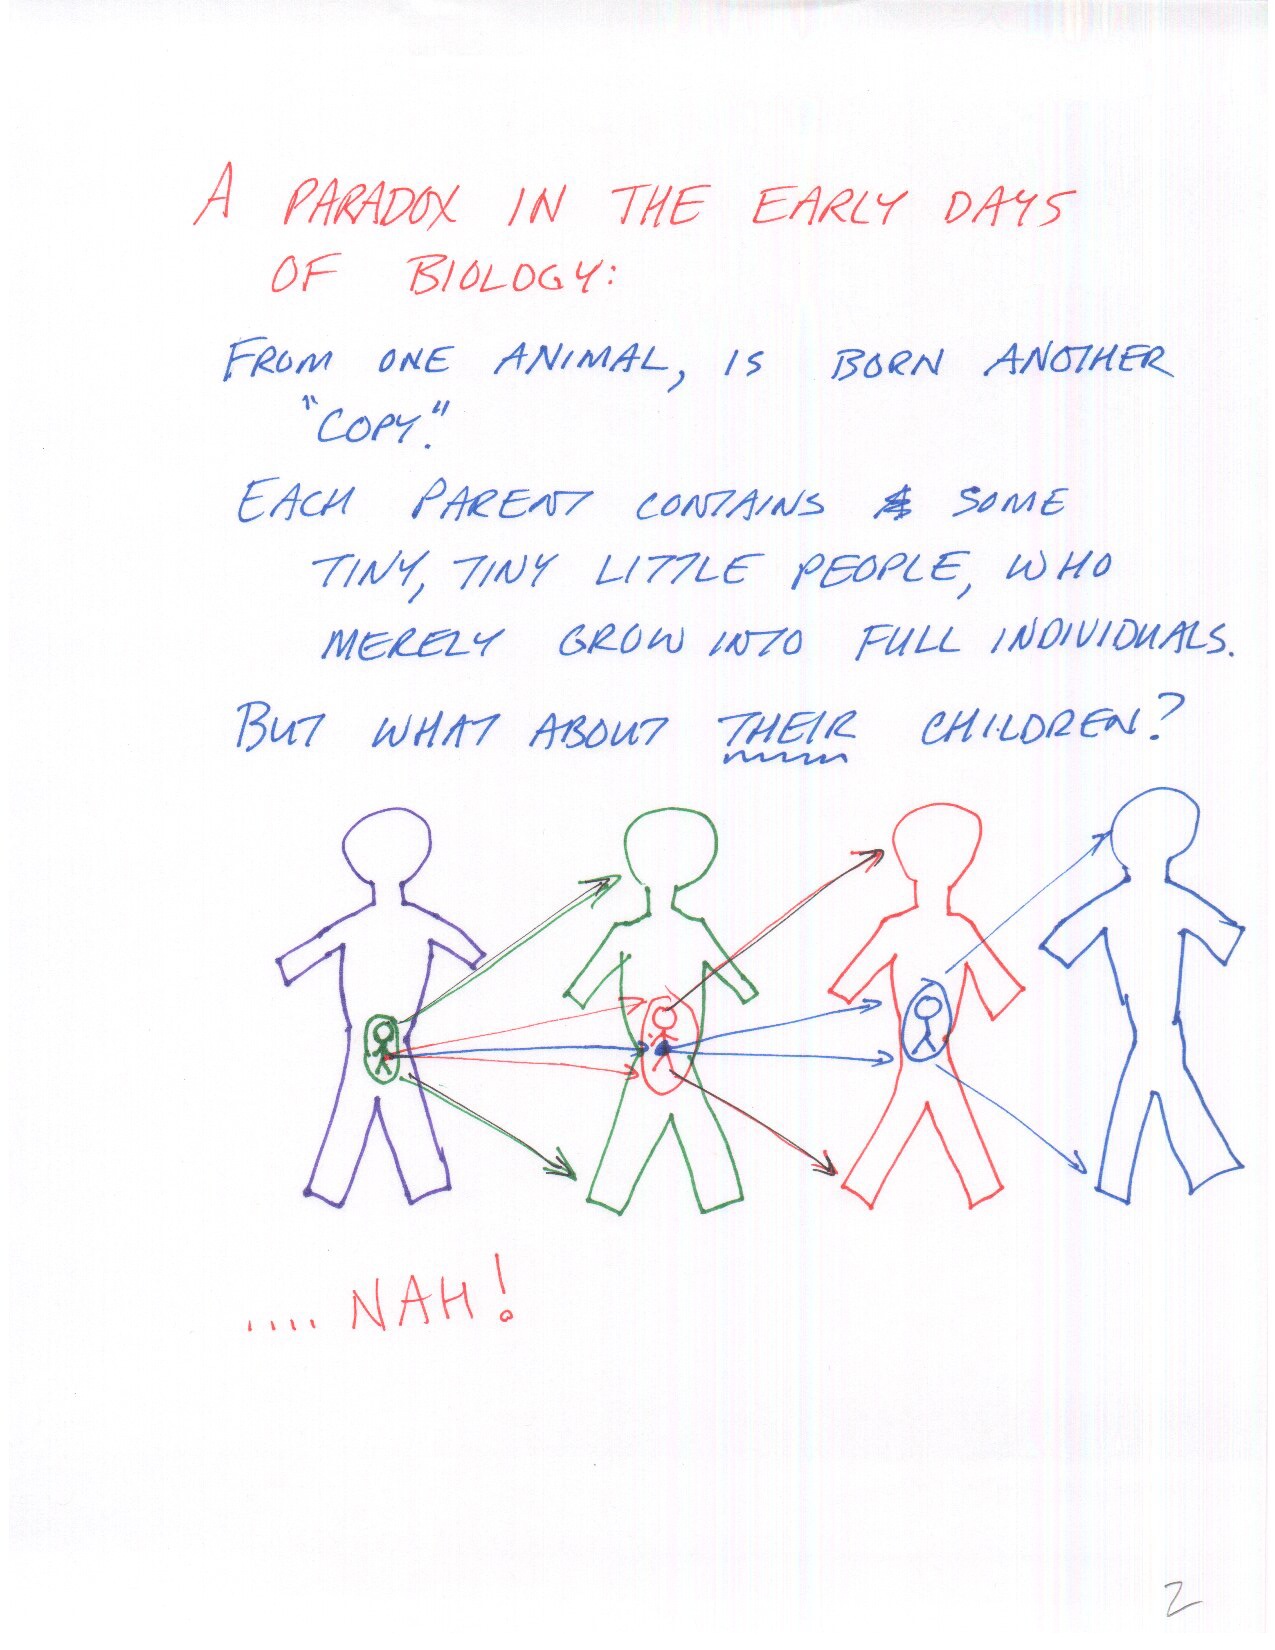 A PARADOX IN THE EARLY DAYS
OF BIOLOGY:
FROM ONE ANIMAL, IS BORN ANOTHER
"COPY."
EACH PARENT CONTAINS SOME
TINY, TINY LITTLE PEOPLE, WHO
MERELY GROW INTO FULL INDIVIDUALS.
BUT WHAT ABOUT THEIR CHILDREN?
.... NAH!
2